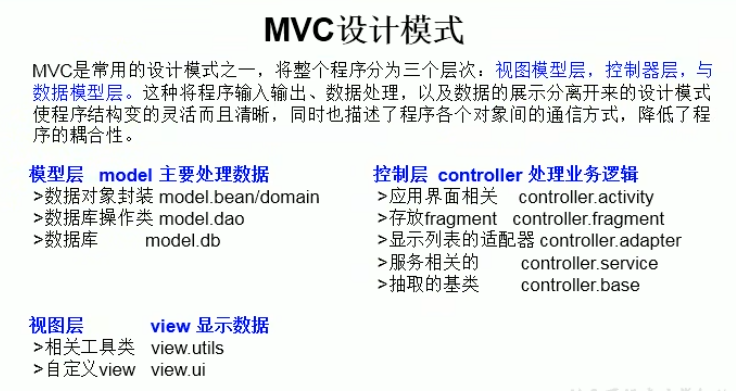 MVC设计模式
MVC是常用的设计模式之一，将整个程序分为三个层次：视图模型层，控制器层，与
数据模型层。这种将程序输入输出、数据处理，以及数据的展示分离开来的设计模式
使程序结构变的灵活而且清晰，同时也描述了程序各个对象间的通信方式，降低了程
序的耦合性。
模型层 model 主要处理数据
>数据对象封装 model.bean/domain
>数据库操作类 model.dao
>数据库 model.db
控制层 controller 处理业务逻辑
>应用界面相关 controller.activity
>存放fragment controller.fragment
>显示列表的适配器 controller.adapter
>服务相关的 controller.service
>抽取的基类 controller.base
视图层 view 显示数据
>相关工具类 view.utils
>自定义view view.ui